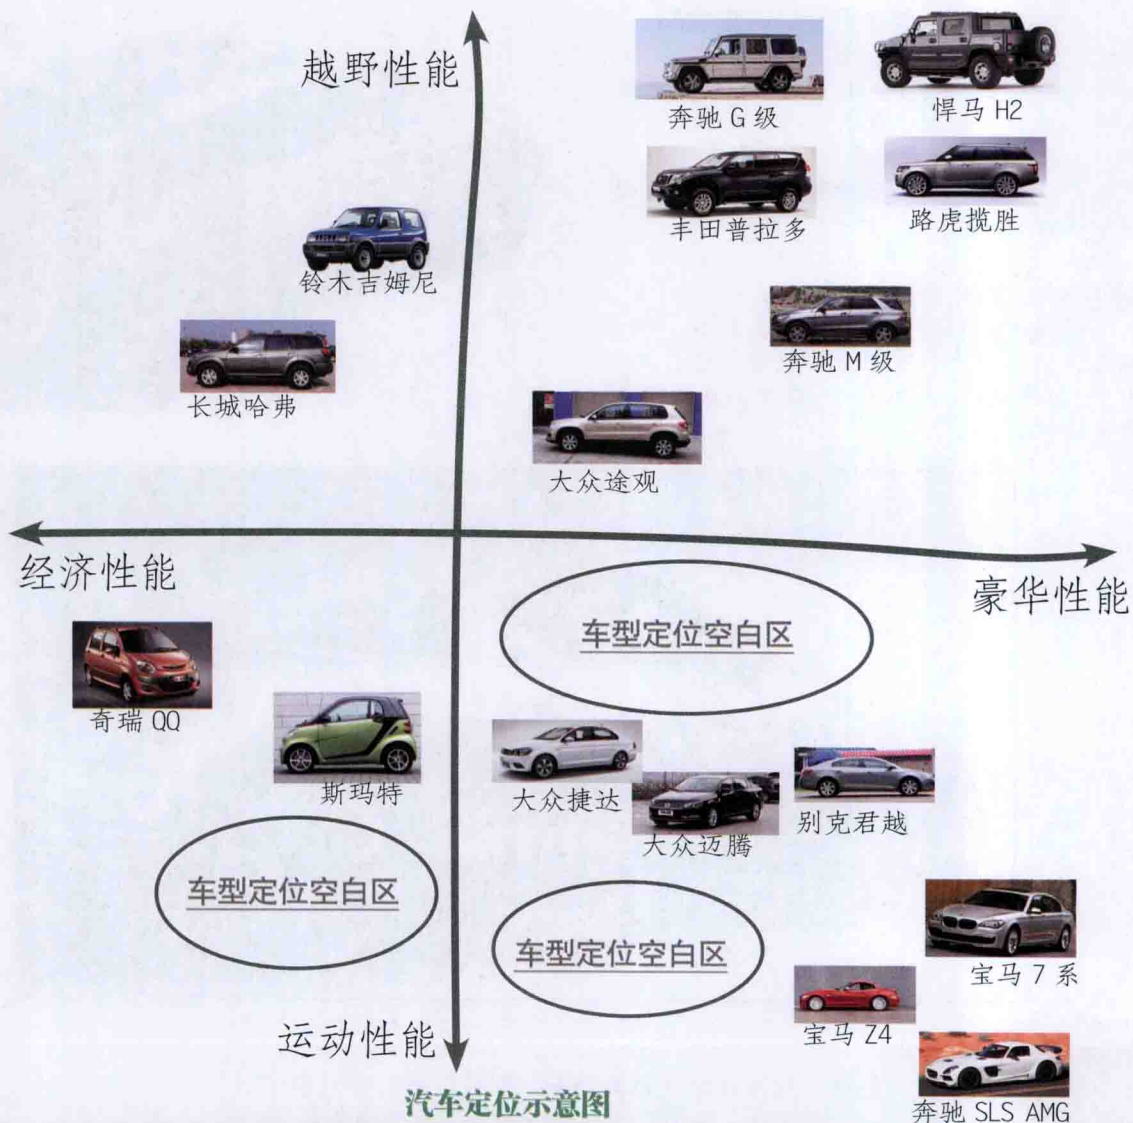 越野性能
奔驰 G 级
悍马 H2
丰田普拉多
路虎揽胜
铃木吉姆尼
奔驰 M 级
长城哈弗
大众途观
经济性能
豪华性能
车型定位空白区
奇瑞 QQ
斯玛特
大众捷达
别克君越
大众迈腾
车型定位空白区
车型定位空白区
宝马 7 系
运动性能
宝马 Z4
汽车定位示意图
奔驰 SLS AMG